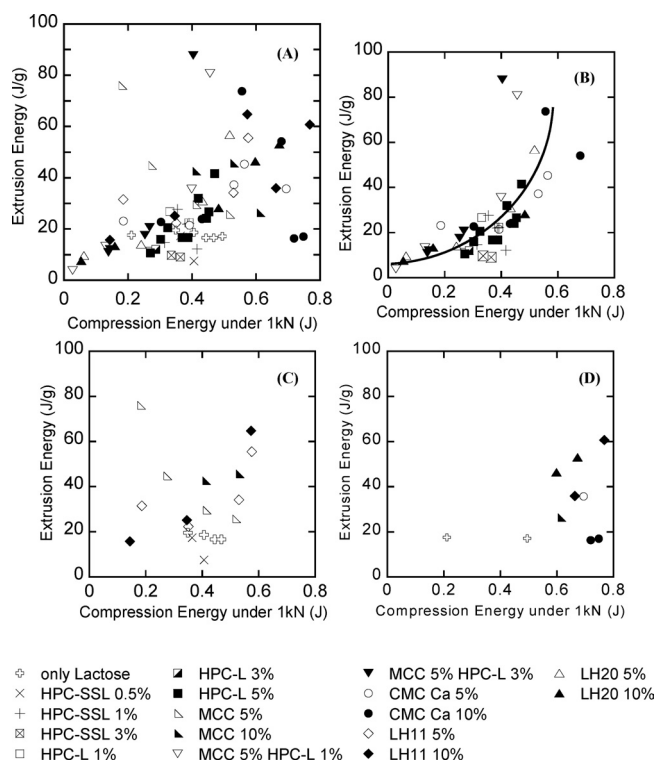 (A)
Extrusion Energy (J/g)
100
80
60
40
20
0
0 0.2 0.4 0.6 0.8
Compression Energy under 1kN (J)
(B)
Extrusion Energy (J/g)
100
80
60
40
20
0
0 0.2 0.4 0.6 0.8
Compression Energy under 1kN (J)
(C)
Extrusion Energy (J/g)
100
80
60
40
20
0
0 0.2 0.4 0.6 0.8
Compression Energy under 1kN (J)
(D)
Extrusion Energy (J/g)
100
80
60
40
20
0
0 0.2 0.4 0.6 0.8
Compression Energy under 1kN (J)
only Lactose
HPC-SSL 0.5%
HPC-SSL 1%
HPC-SSL 3%
HPC-L 1%
HPC-L 3%
HPC-L 5%
MCC 5%
MCC 10%
MCC 5% HPC-L 1%
MCC 5% HPC-L 3%
CMC Ca 5%
CMC Ca 10%
LH11 5%
LH11 10%
LH20 5%
LH20 10%